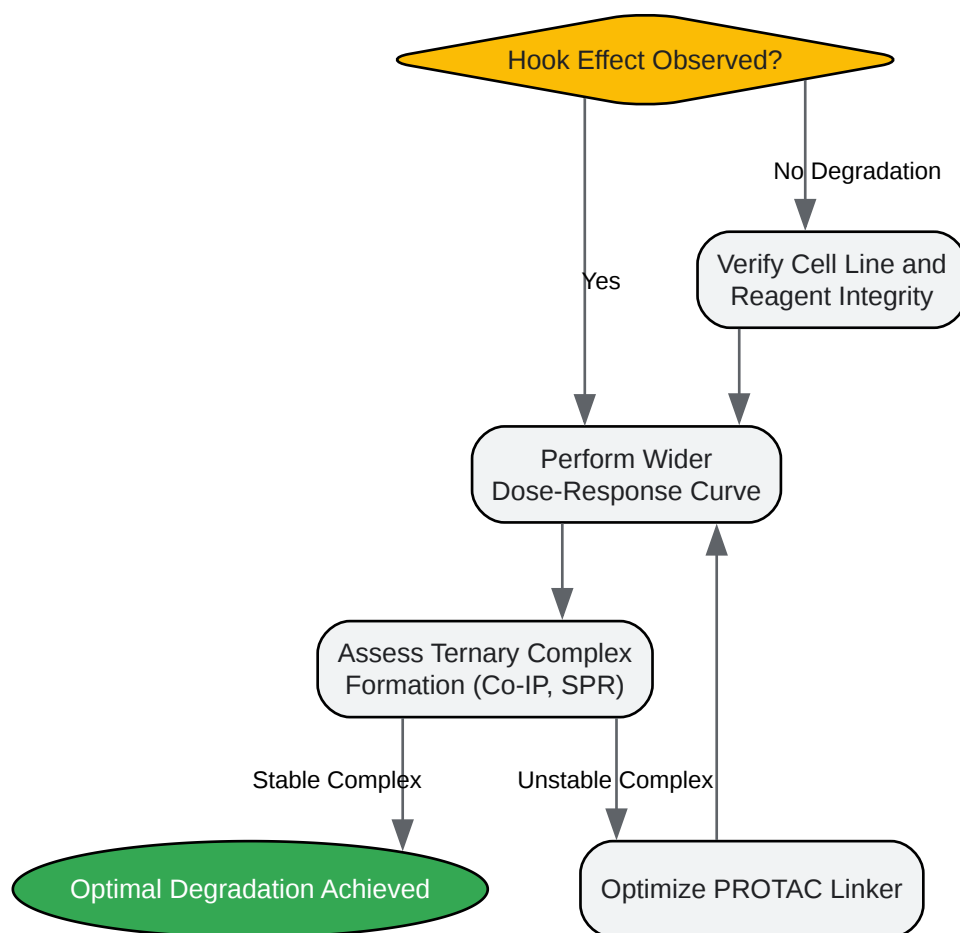 Hook Effect Observed?
No Degradation
Verify Cell Line and
Reagent Integrity
Yes
Perform Wider
Dose-Response Curve
Assess Ternary Complex
Formation (Co-IP, SPR)
Stable Complex
Unstable Complex
Optimal Degradation Achieved
Optimize PROTAC Linker